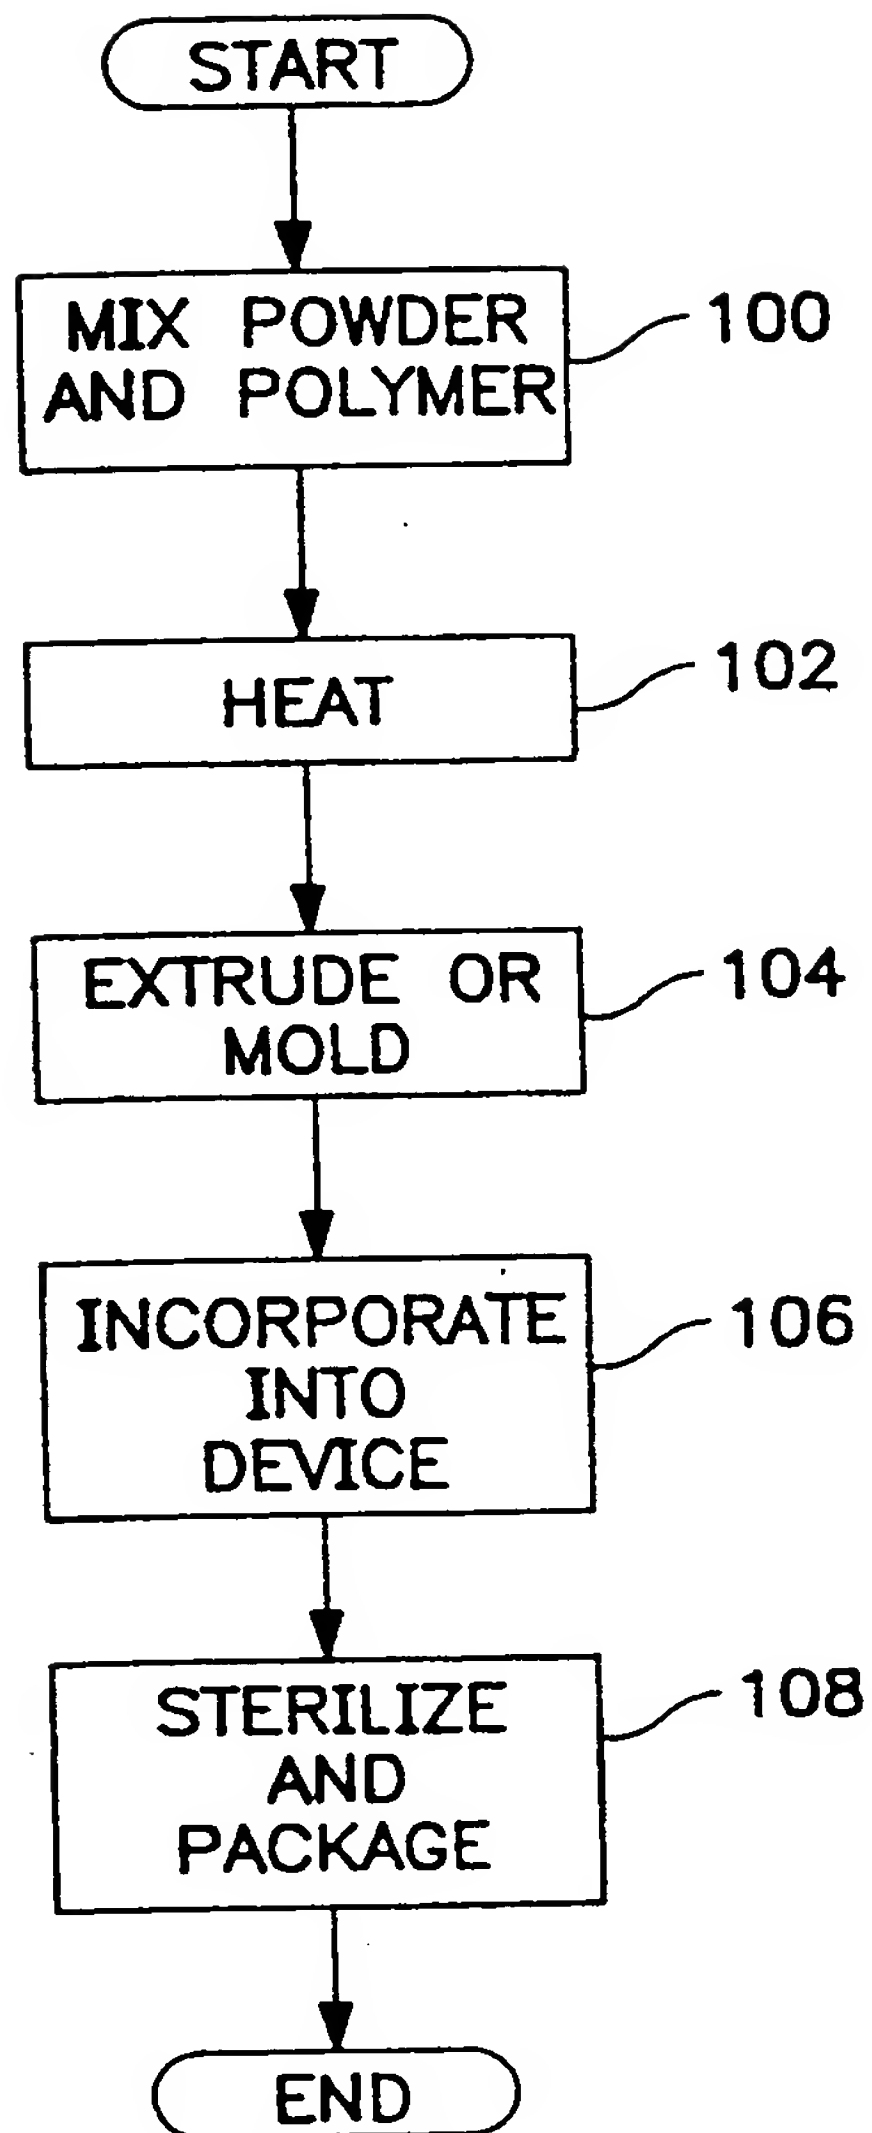 START
MIX POWDER
AND POLYMER
100
HEAT
102
EXTRUDE OR
MOLD
104
INCORPORATE
INTO
DEVICE
106
STERILIZE
AND
PACKAGE
108
END